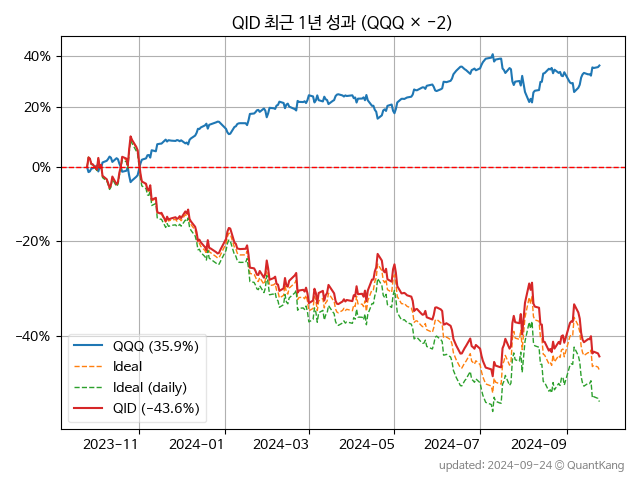 QID 최근 1년 성과 (QQQ × −2)
40%
20%
0%
−20%
−40%
QQQ (35.9%)
Ideal
Ideal (daily)
QID (−43.6%)
2023-11 2024-01 2024-03 2024-05 2024-07 2024-09
updated: 2024-09-24 © QuantKang